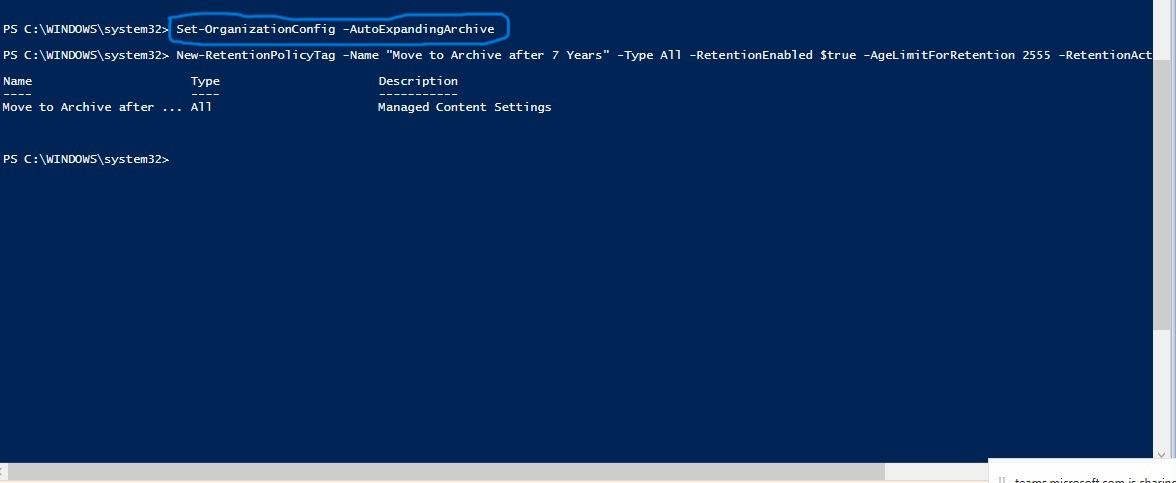 PS C:\WINDOWS\system32> Set-OrganizationConfig -AutoExpandingArchive
PS C:\WINDOWS\system32> New-RetentionPolicyTag -Name "Move to Archive after 7 Years" -Type All -RetentionEnabled $true -AgeLimitForRetention 2555 -RetentionAct
Name Type Description
---- ---- -----------
Move to Archive after ... All Managed Content Settings
PS C:\WINDOWS\system32>
teams.microsoft.com is sharing